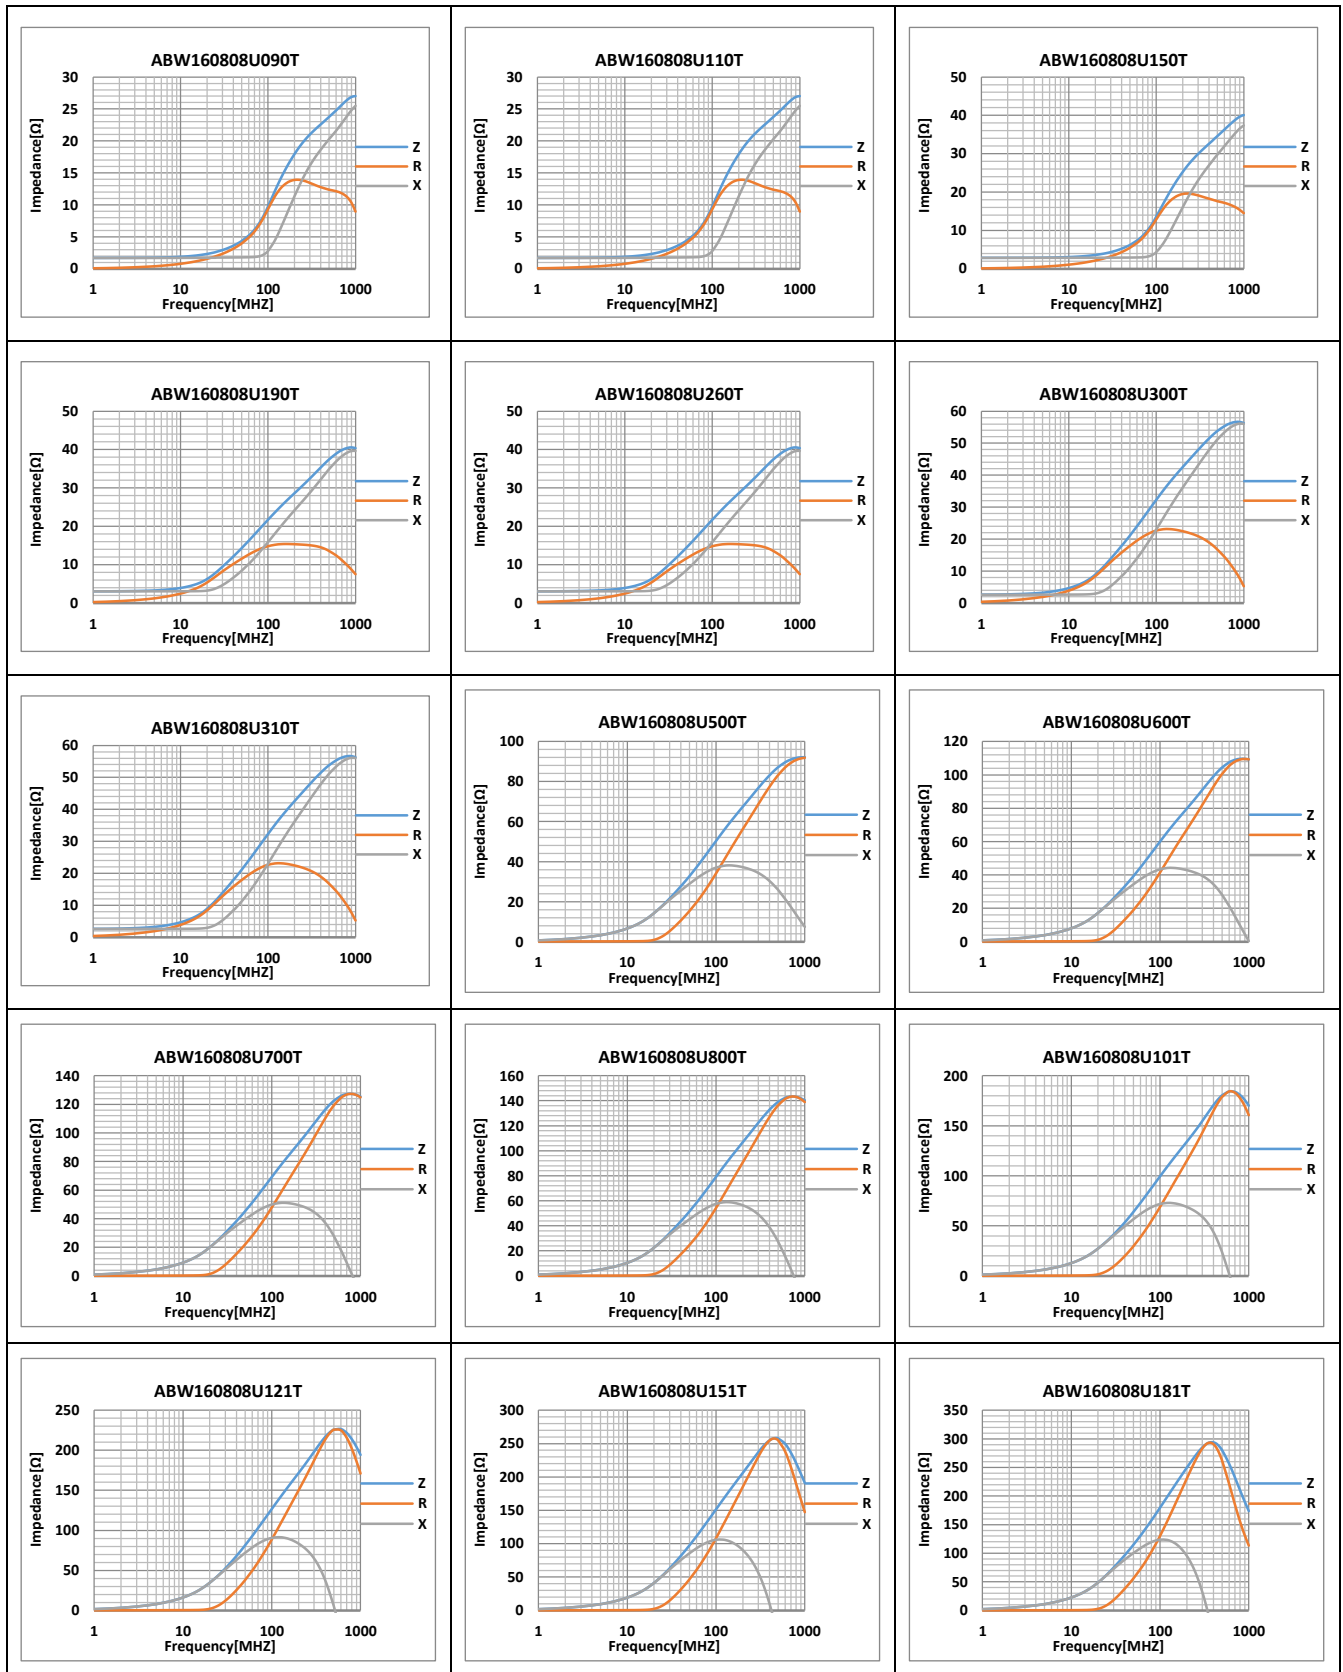 ABW160808U090T
Impedance[Ω]
30
25
20
15
10
5
0
Z
R
X
1 10 100 1000
Frequency[MHZ]
ABW160808U110T
Impedance[Ω]
30
25
20
15
10
5
0
Z
R
X
1 10 100 1000
Frequency[MHZ]
ABW160808U150T
Impedance[Ω]
50
40
30
20
10
0
Z
R
X
1 10 100 1000
Frequency[MHZ]
ABW160808U190T
Impedance[Ω]
50
40
30
20
10
0
Z
R
X
1 10 100 1000
Frequency[MHZ]
ABW160808U260T
Impedance[Ω]
50
40
30
20
10
0
Z
R
X
1 10 100 1000
Frequency[MHZ]
ABW160808U300T
Impedance[Ω]
60
50
40
30
20
10
0
Z
R
X
1 10 100 1000
Frequency[MHZ]
ABW160808U310T
Impedance[Ω]
60
50
40
30
20
10
0
Z
R
X
1 10 100 1000
Frequency[MHZ]
ABW160808U500T
Impedance[Ω]
100
80
60
40
20
0
Z
R
X
1 10 100 1000
Frequency[MHZ]
ABW160808U600T
Impedance[Ω]
120
100
80
60
40
20
0
Z
R
X
1 10 100 1000
Frequency[MHZ]
ABW160808U700T
Impedance[Ω]
140
120
100
80
60
40
20
0
Z
R
X
1 10 100 1000
Frequency[MHZ]
ABW160808U800T
Impedance[Ω]
160
140
120
100
80
60
40
20
0
Z
R
X
1 10 100 1000
Frequency[MHZ]
ABW160808U101T
Impedance[Ω]
200
150
100
50
0
Z
R
X
1 10 100 1000
Frequency[MHZ]
ABW160808U121T
Impedance[Ω]
250
200
150
100
50
0
Z
R
X
1 10 100 1000
Frequency[MHZ]
ABW160808U151T
Impedance[Ω]
300
250
200
150
100
50
0
Z
R
X
1 10 100 1000
Frequency[MHZ]
ABW160808U181T
Impedance[Ω]
350
300
250
200
150
100
50
0
Z
R
X
1 10 100 1000
Frequency[MHZ]